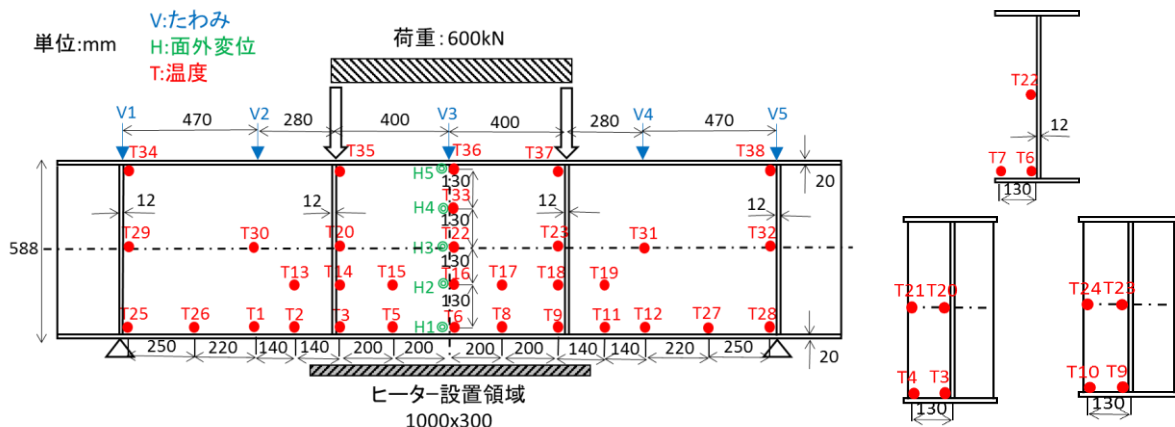 単位:mm
V:たわみ
H:面外変位
T:温度
荷重:600kN
V1 V2 V3 V4 V5
470 280 400 400 280 470
T34 T35 T36 T37 T38
H5
130
20
T33
H4
12 12 130 12 12
588
T29 T30 T20 H3 T22 T23 T31 T32
130
T13 T14 T15 H2 T16 T17 T18 T19
130
T25 T26 T1 T2 T3 T5 H1 T6 T8 T9 T11 T12 T27 T28
250 220 140 140 200 200 200 200 140 140 220 250
20
ヒーター設置領域
1000x300
T22
12
T7 T6
130
T21 T20
T4 T3
130
T24 T23
T10 T9
130